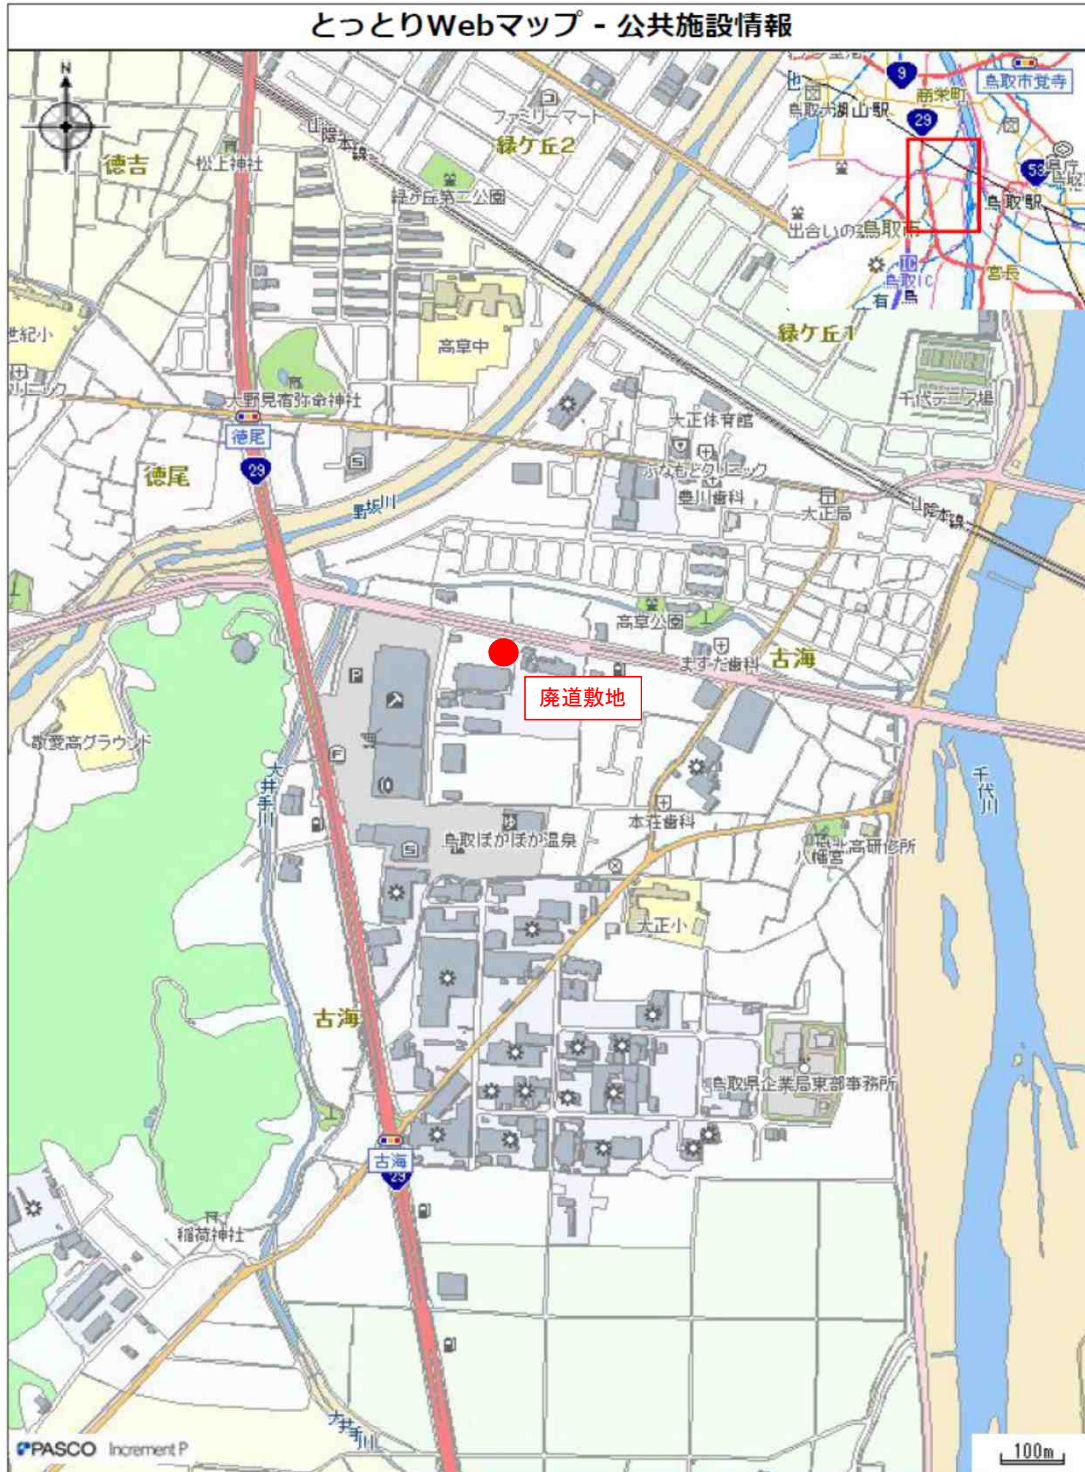 とっとりWebマップ - 公共施設情報
N
徳吉
松上神社
山陰本線
ファミリーマート
緑ケ丘2
緑ケ丘第二公園
9
鳥取市覚寺
商栄町
湖山駅
29
53
県庁
鳥取駅
出合いの
鳥取市
IC
鳥取IC
宮長
有
鳥
緑ケ丘1
世紀小
クリニック
高草中
千代テニス場
大野見宿弥命神社
徳尾
大正体育館
29
ふなもとクリニック
豊川歯科
徳尾
大正局
野坂川
山陰本線
高草公園
ますだ歯科
古海
P
廃道敷地
敬愛高グラウンド
大井手川
千代川
本荘歯科
鳥取ぽかぽか温泉
八幡宮
高研修所
大正小
古海
鳥取県企業局東部事務所
古海
29
稲荷神社
大井手川
PASCO Increment P
100m